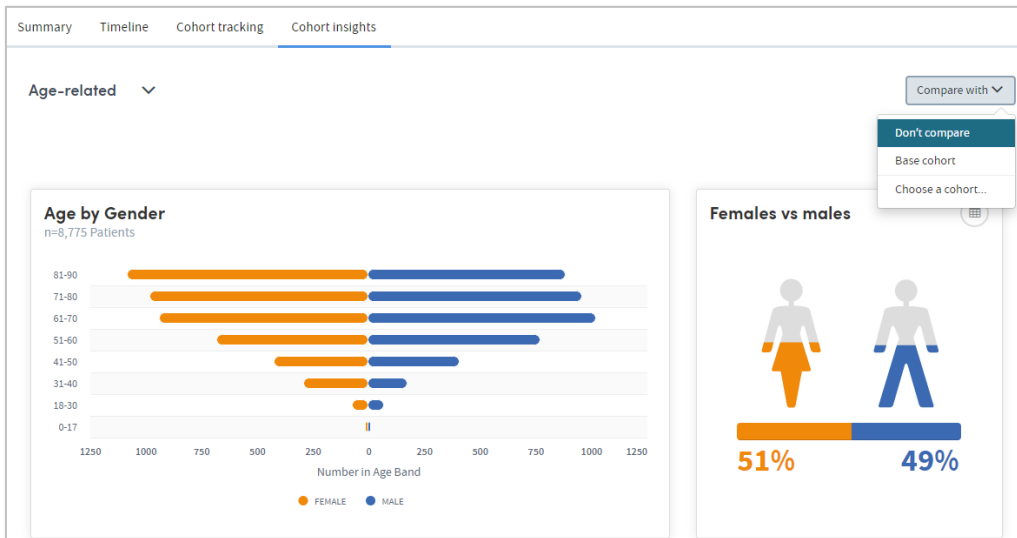 Summary Timeline Cohort tracking Cohort insights
Age-related
Compare with
Don't compare
Base cohort
Choose a cohort...
Age by Gender
n=8,775 Patients
81-90
71-80
61-70
51-60
41-50
31-40
18-30
0-17
1250 1000 750 500 250 0 250 500 750 1000 1250
Number in Age Band
FEMALE MALE
Females vs males
51% 49%